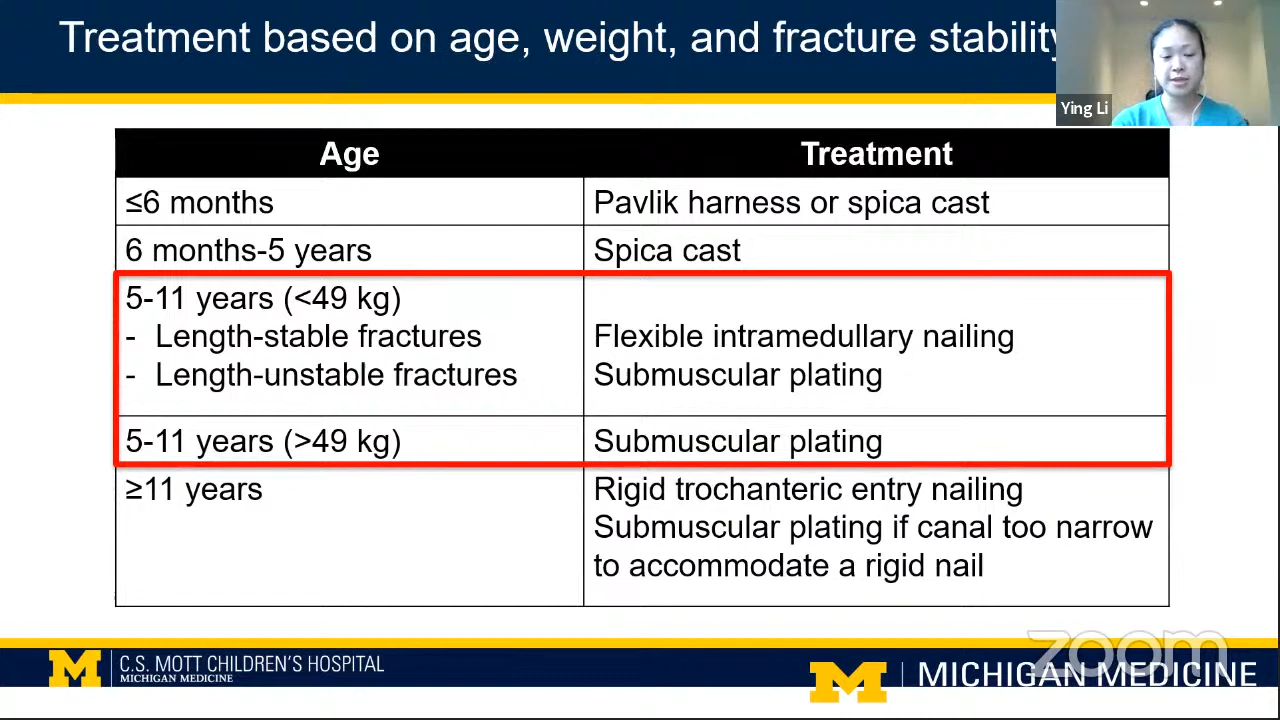 Treatment based on age, weight, and fracture stability
Ying Li
Age Treatment
≤6 months Pavlik harness or spica cast
6 months-5 years Spica cast
5-11 years (<49 kg)
- Length-stable fractures Flexible intramedullary nailing
- Length-unstable fractures Submuscular plating
5-11 years (>49 kg) Submuscular plating
≥11 years Rigid trochanteric entry nailing
Submuscular plating if canal too narrow
to accommodate a rigid nail
zoom
M C.S. MOTT CHILDREN'S HOSPITAL
MICHIGAN MEDICINE
M MICHIGAN MEDICINE